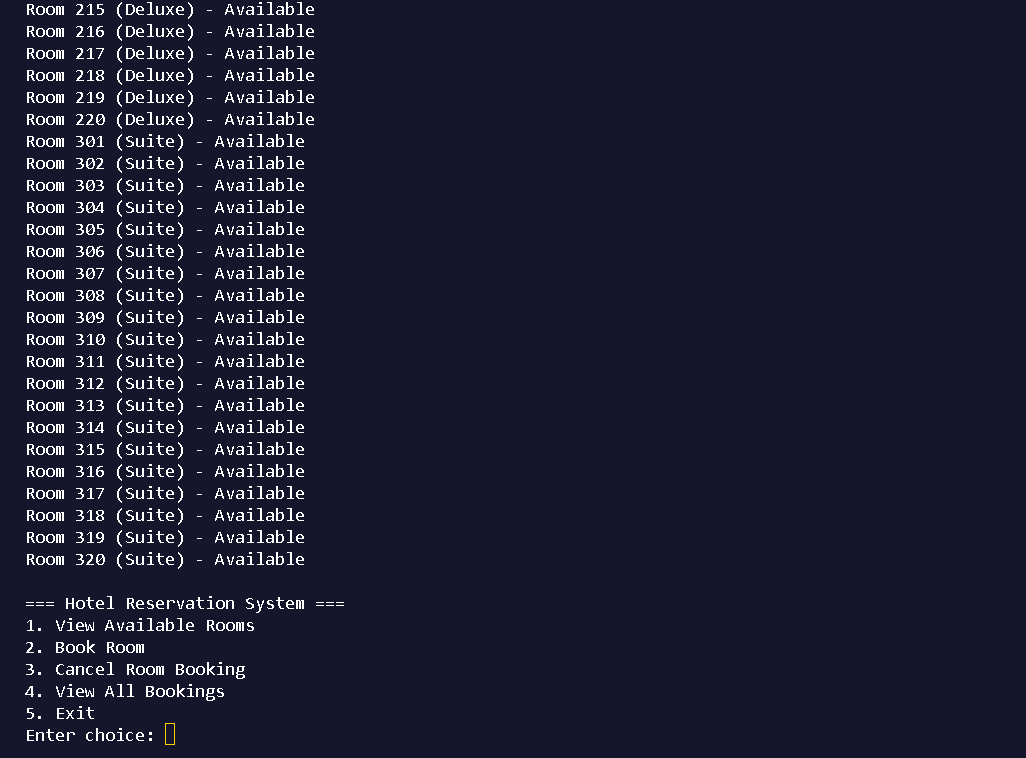 Room 215 (Deluxe) - Available
Room 216 (Deluxe) - Available
Room 217 (Deluxe) - Available
Room 218 (Deluxe) - Available
Room 219 (Deluxe) - Available
Room 220 (Deluxe) - Available
Room 301 (Suite) - Available
Room 302 (Suite) - Available
Room 303 (Suite) - Available
Room 304 (Suite) - Available
Room 305 (Suite) - Available
Room 306 (Suite) - Available
Room 307 (Suite) - Available
Room 308 (Suite) - Available
Room 309 (Suite) - Available
Room 310 (Suite) - Available
Room 311 (Suite) - Available
Room 312 (Suite) - Available
Room 313 (Suite) - Available
Room 314 (Suite) - Available
Room 315 (Suite) - Available
Room 316 (Suite) - Available
Room 317 (Suite) - Available
Room 318 (Suite) - Available
Room 319 (Suite) - Available
Room 320 (Suite) - Available
=== Hotel Reservation System ===
1. View Available Rooms
2. Book Room
3. Cancel Room Booking
4. View All Bookings
5. Exit
Enter choice: